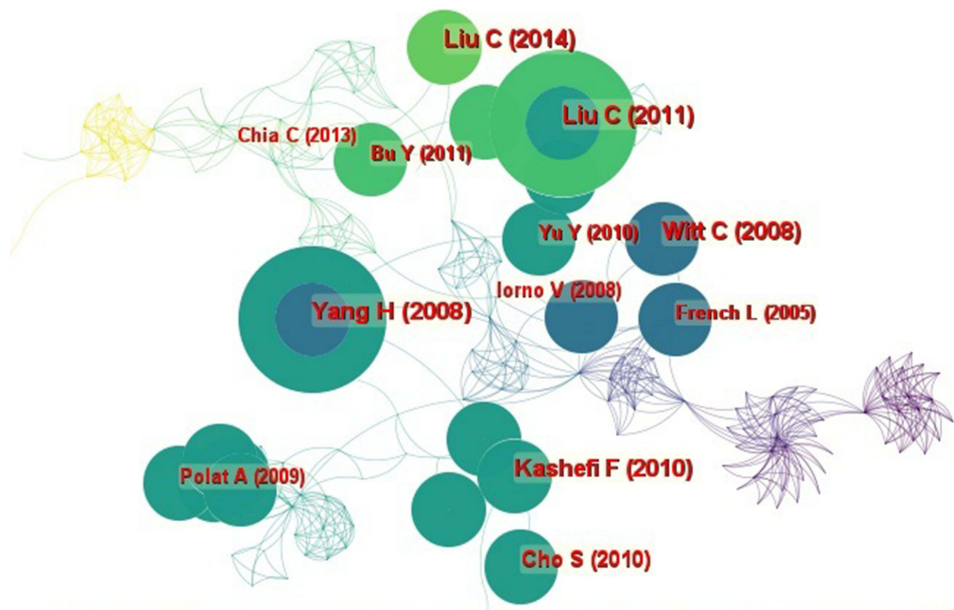 Liu C (2014)
Liu C (2011)
Chia C (2013)
Bu Y (2011)
Yu Y (2010)
Witt C (2008)
Iorno V (2008)
Yang H (2008)
French L (2005)
Polat A (2009)
Kashefi F (2010)
Cho S (2010)